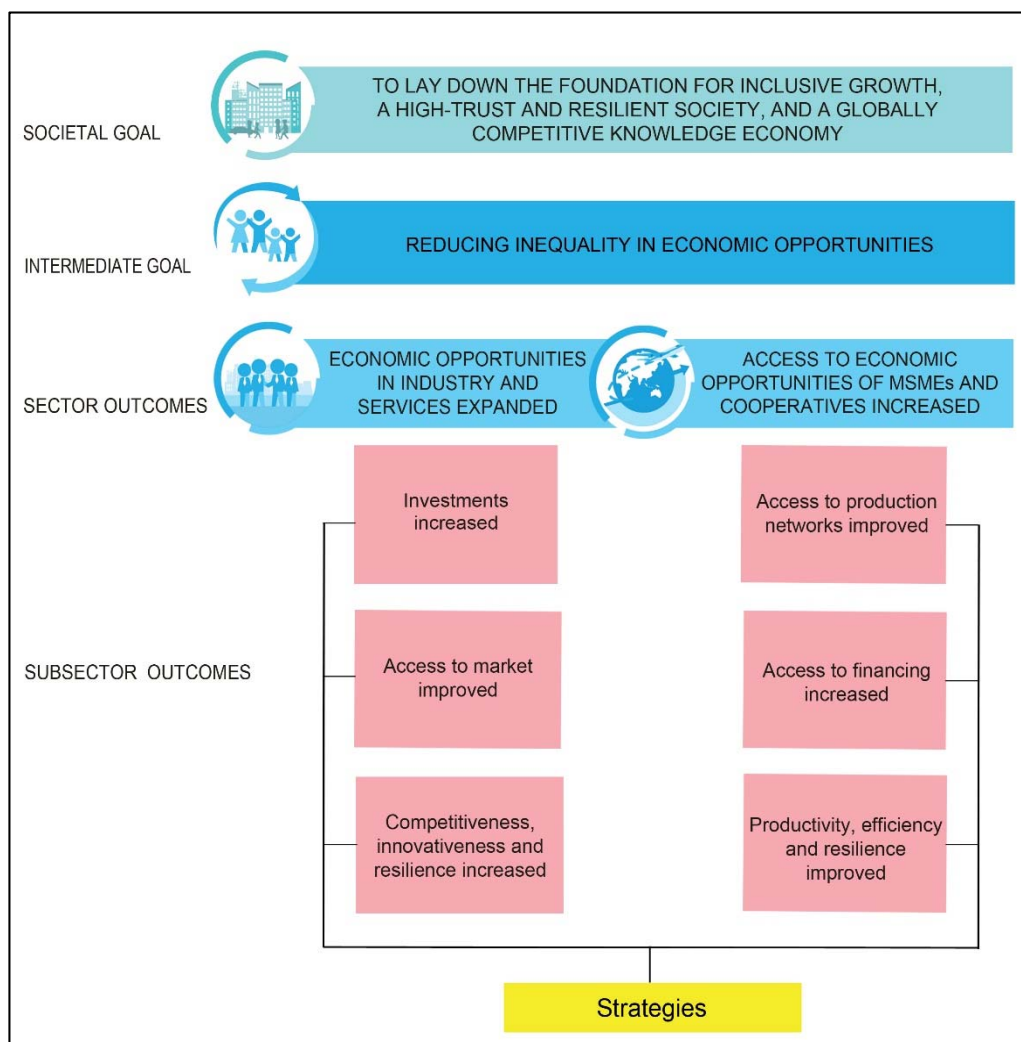 SOCIETAL GOAL
TO LAY DOWN THE FOUNDATION FOR INCLUSIVE GROWTH,
A HIGH-TRUST AND RESILIENT SOCIETY, AND A GLOBALLY
COMPETITIVE KNOWLEDGE ECONOMY
INTERMEDIATE GOAL
REDUCING INEQUALITY IN ECONOMIC OPPORTUNITIES
SECTOR OUTCOMES
ECONOMIC OPPORTUNITIES
IN INDUSTRY AND
SERVICES EXPANDED
ACCESS TO ECONOMIC
OPPORTUNITIES OF MSMEs AND
COOPERATIVES INCREASED
SUBSECTOR OUTCOMES
Investments
increased
Access to market
improved
Competitiveness,
innovativeness and
resilience increased
Access to production
networks improved
Access to financing
increased
Productivity, efficiency
and resilience
improved
Strategies